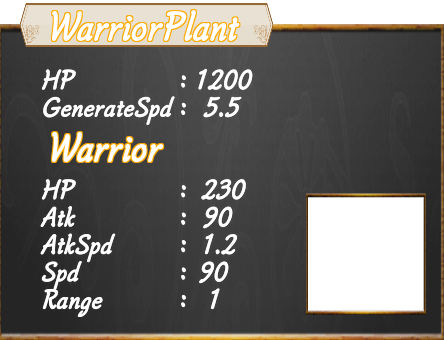 WarriorPlant
HP : 1200
GenerateSpd : 5.5
Warrior
HP : 230
Atk : 90
AtkSpd : 1.2
Spd : 90
Range : 1